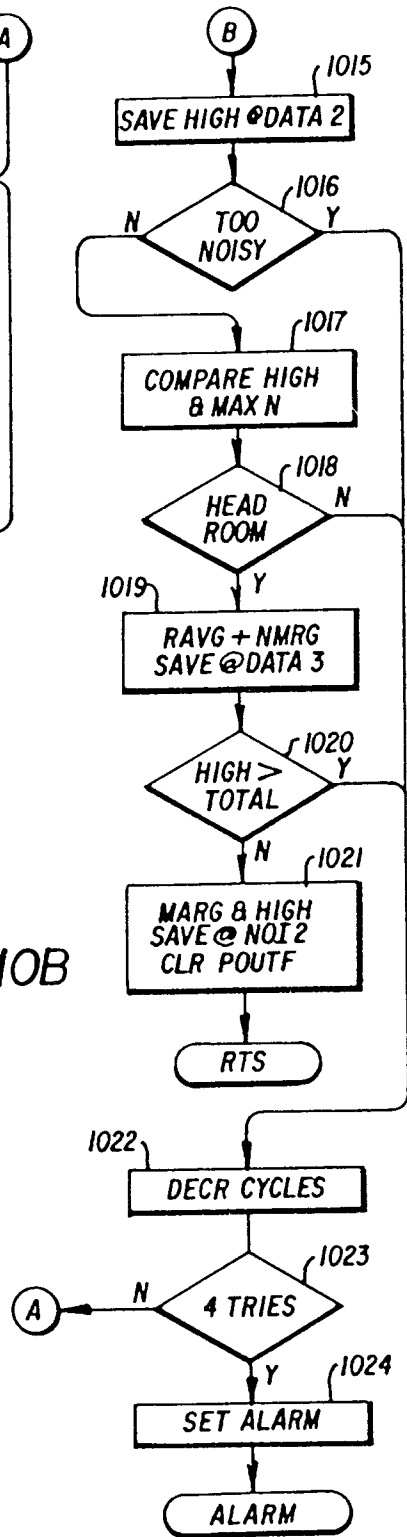 A
B
1015
SAVE HIGH @ DATA 2
1016
N
TOO
NOISY
Y
1017
COMPARE HIGH
& MAX N
1018
HEAD
ROOM
N
Y
1019
RAVG + NMRG
SAVE @ DATA 3
1020
HIGH >
TOTAL
Y
N
1021
MARG & HIGH
SAVE @ NOI 2
CLR POUTF
10B
RTS
1022
DECR CYCLES
1023
A
N
4 TRIES
Y
1024
SET ALARM
ALARM